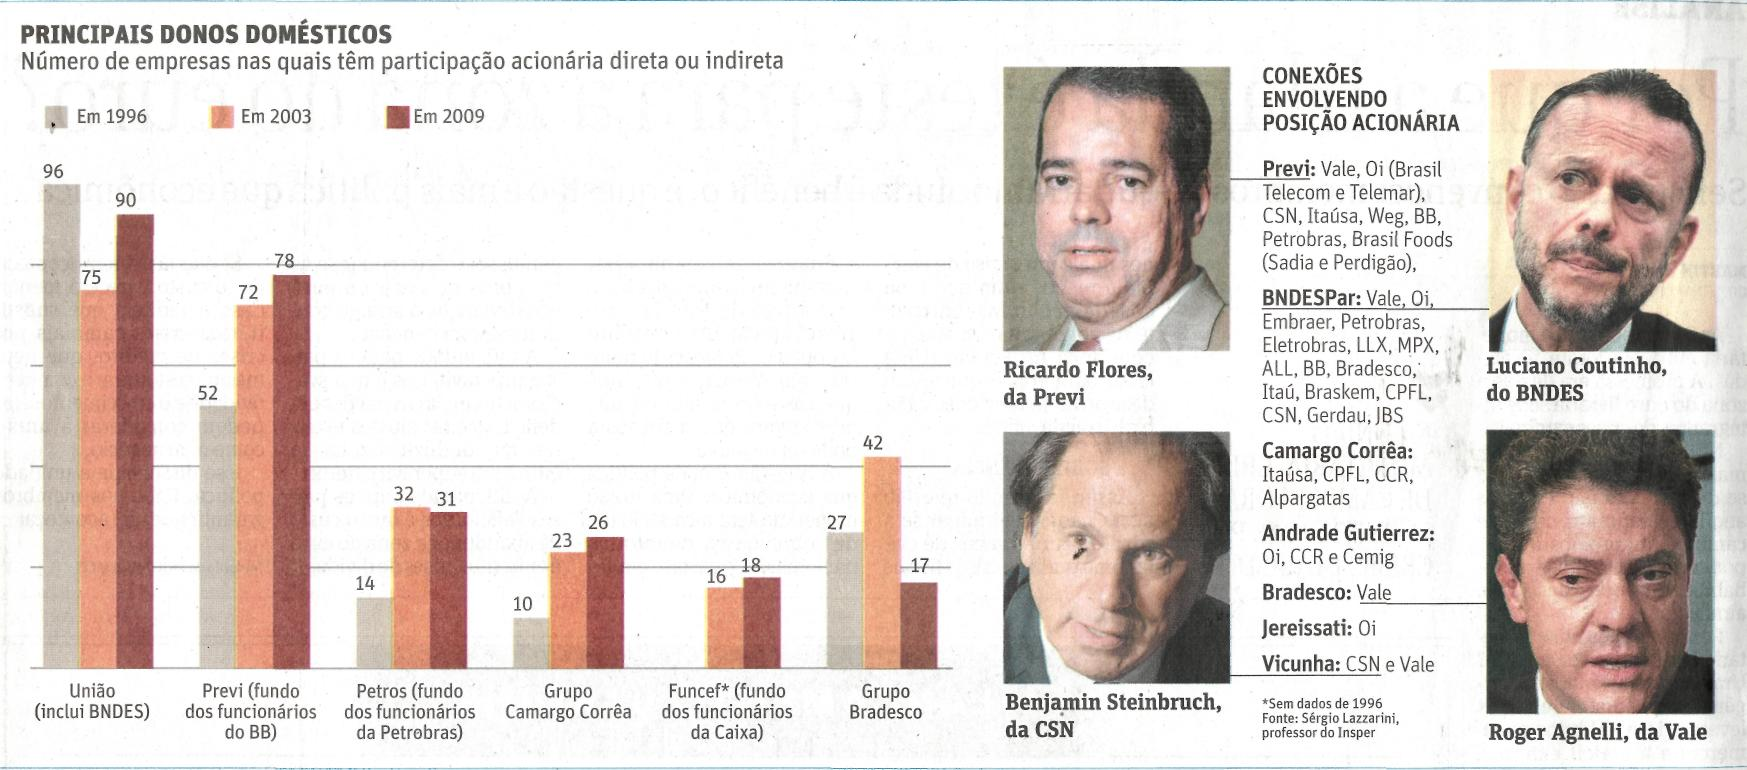 PRINCIPAIS DONOS DOMÉSTICOS
Número de empresas nas quais têm participação acionária direta ou indireta
Em 1996
Em 2003
Em 2009
96
75
90
52
72
78
14
32
31
10
23
26
16
18
27
42
17
União
(inclui BNDES)
Previ (fundo
dos funcionários
do BB)
Petros (fundo
dos funcionários
da Petrobras)
Grupo
Camargo Corrêa
Funcef* (fundo
dos funcionários
da Caixa)
Grupo
Bradesco
Ricardo Flores,
da Previ
Benjamin Steinbruch,
da CSN
CONEXÕES
ENVOLVENDO
POSIÇÃO ACIONÁRIA
Previ: Vale, Oi (Brasil
Telecom e Telemar),
CSN, Itaúsa, Weg, BB,
Petrobras, Brasil Foods
(Sadia e Perdigão),
BNDESPar: Vale, Oi,
Embraer, Petrobras,
Eletrobras, LLX, MPX,
ALL, BB, Bradesco,
Itaú, Braskem, CPFL,
CSN, Gerdau, JBS
Camargo Corrêa:
Itaúsa, CPFL, CCR,
Alpargatas
Andrade Gutierrez:
Oi, CCR e Cemig
Bradesco: Vale
Jereissati: Oi
Vicunha: CSN e Vale
*Sem dados de 1996
Fonte: Sérgio Lazzarini,
professor do Insper
Luciano Coutinho,
do BNDES
Roger Agnelli, da Vale